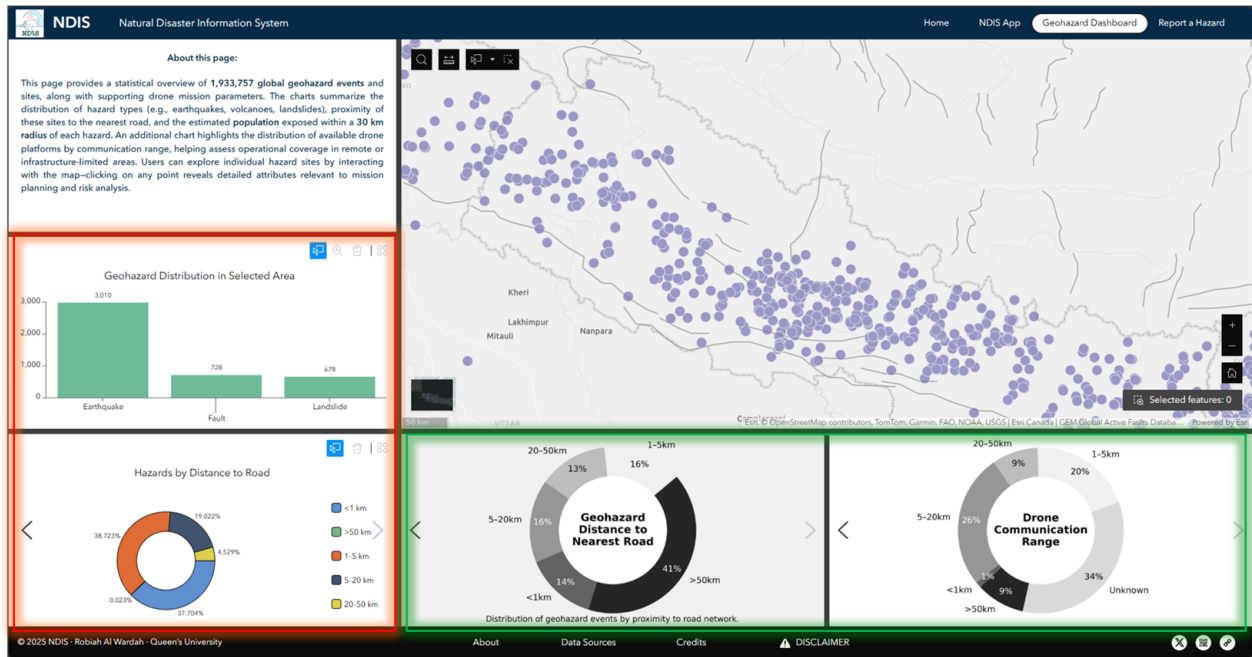 NDIS
NDIS
Natural Disaster Information System
Home
NDIS App
Geohazard Dashboard
Report a Hazard
About this page:
This page provides a statistical overview of 1,933,757 global geohazard events and
sites, along with supporting drone mission parameters. The charts summarize the
distribution of hazard types (e.g., earthquakes, volcanoes, landslides), proximity of
these sites to the nearest road, and the estimated population exposed within a 30 km
radius of each hazard. An additional chart highlights the distribution of available drone
platforms by communication range, helping assess operational coverage in remote or
infrastructure-limited areas. Users can explore individual hazard sites by interacting
with the map—clicking on any point reveals detailed attributes relevant to mission
planning and risk analysis.
Kheri
Lakhimpur
Mitauli
Nanpara
UTTAR
50 km
Selected features: 0
Esri, © OpenStreetMap contributors, TomTom, Garmin, FAO, NOAA, USGS | Esri Canada | GEM Global Active Faults Databa...
Powered by Esri
Geohazard Distribution in Selected Area
3,000
2,000
1,000
0
3,010
728
678
Earthquake
Fault
Landslide
Hazards by Distance to Road
19.022%
38.723%
4.529%
0.023%
37.704%
<1 km
>50 km
1-5 km
5-20 km
20-50 km
Geohazard
Distance to
Nearest Road
20–50km
13%
1–5km
16%
5–20km
16%
<1km
14%
41%
>50km
Distribution of geohazard events by proximity to road network.
Drone
Communication
Range
20–50km
9%
1–5km
20%
5–20km
26%
<1km
1%
>50km
9%
34%
Unknown
© 2025 NDIS · Robiah Al Wardah · Queen's University
About
Data Sources
Credits
DISCLAIMER